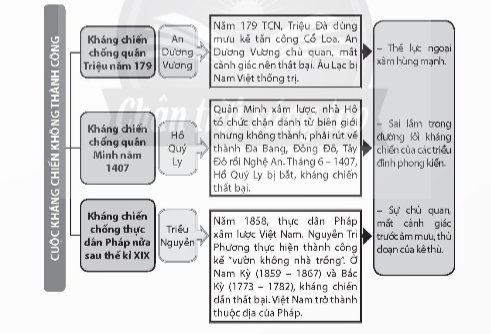 CUỘC KHÁNG CHIẾN KHÔNG THÀNH CÔNG
Kháng chiến
chống quân
Triệu năm 179
An
Dương
Vương
Năm 179 TCN, Triệu Đà dùng
mưu kế tấn công Cổ Loa. An
Dương Vương chủ quan, mất
cảnh giác nên thất bại. Âu Lạc bị
Nam Việt thống trị.
Kháng chiến
chống quân
Minh năm
1407
Hồ
Quý
Ly
Quân Minh xâm lược, nhà Hồ
tổ chức chặn đánh từ biên giới
nhưng không thành, phải rút về
thành Đa Bang, Đông Đô, Tây
Đô rồi Nghệ An. Tháng 6 – 1407,
Hồ Quý Ly bị bắt, kháng chiến
thất bại.
Kháng chiến
chống thực
dân Pháp nửa
sau thế kỉ XIX
Triều
Nguyễn
Năm 1858, thực dân Pháp
xâm lược Việt Nam. Nguyễn Tri
Phương thực hiện thành công
kế "vườn không nhà trống". Ở
Nam Kỳ (1859 – 1867) và Bắc
Kỳ (1773 – 1782), kháng chiến
dần thất bại. Việt Nam trở thành
thuộc địa của Pháp.
– Thế lực ngoại
xâm hùng mạnh.
– Sai lầm trong
đường lối kháng
chiến của các triều
đình phong kiến.
– Sự chủ quan,
mất cảnh giác
trước âm mưu, thủ
đoạn của kẻ thù.